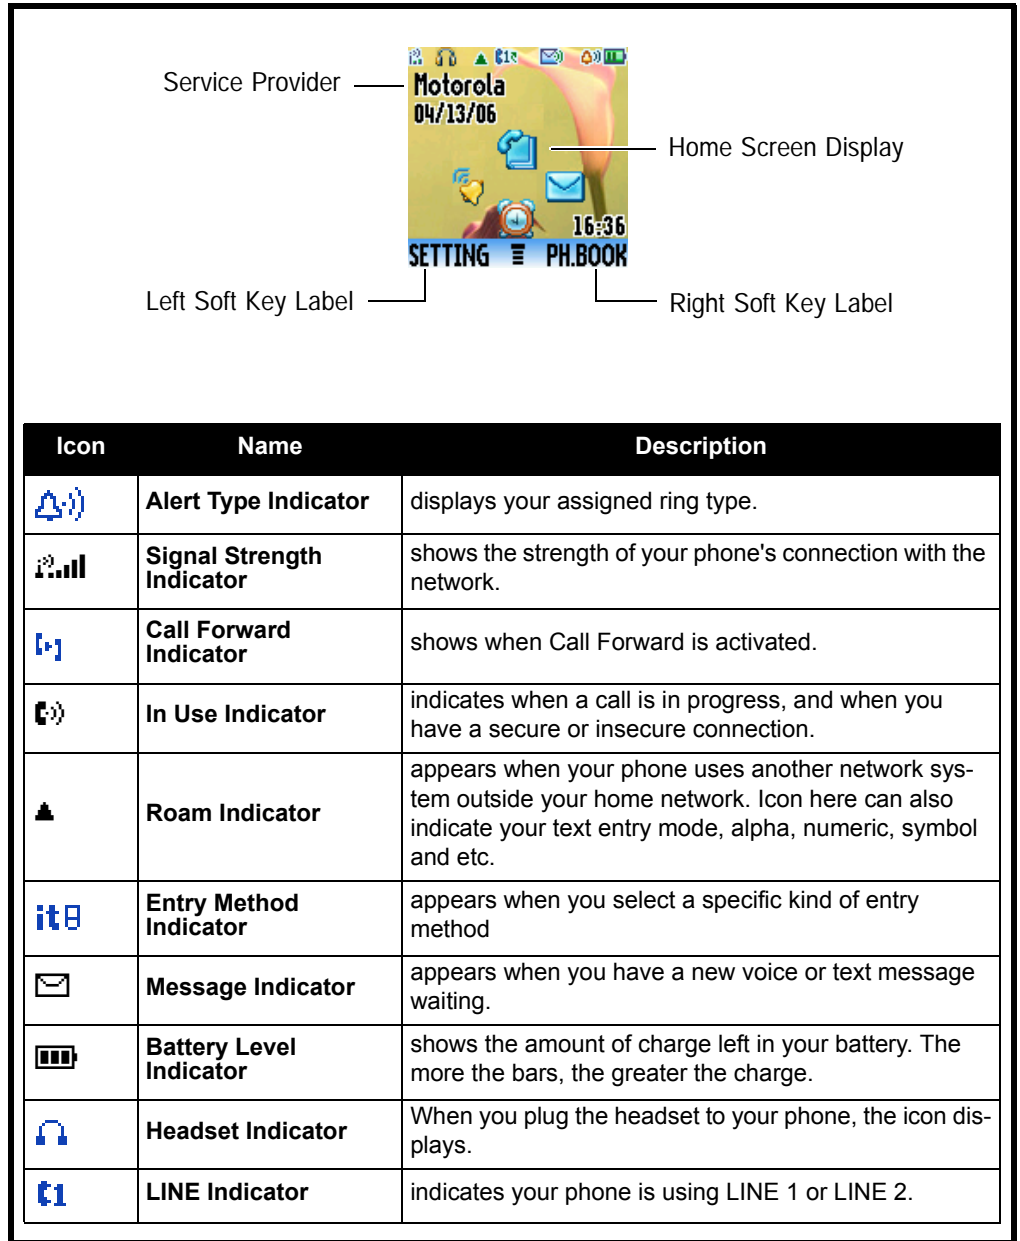 Service Provider
Motorola
04/13/06
Home Screen Display
16:36
SETTING PH.BOOK
Left Soft Key Label
Right Soft Key Label
Icon Name Description
Alert Type Indicator displays your assigned ring type.
Signal Strength
Indicator
shows the strength of your phone's connection with the
network.
Call Forward
Indicator
shows when Call Forward is activated.
In Use Indicator
indicates when a call is in progress, and when you
have a secure or insecure connection.
Roam Indicator
appears when your phone uses another network sys-
tem outside your home network. Icon here can also
indicate your text entry mode, alpha, numeric, symbol
and etc.
it
Entry Method
Indicator
appears when you select a specific kind of entry
method
Message Indicator
appears when you have a new voice or text message
waiting.
Battery Level
Indicator
shows the amount of charge left in your battery. The
more the bars, the greater the charge.
Headset Indicator
When you plug the headset to your phone, the icon dis-
plays.
1
LINE Indicator indicates your phone is using LINE 1 or LINE 2.